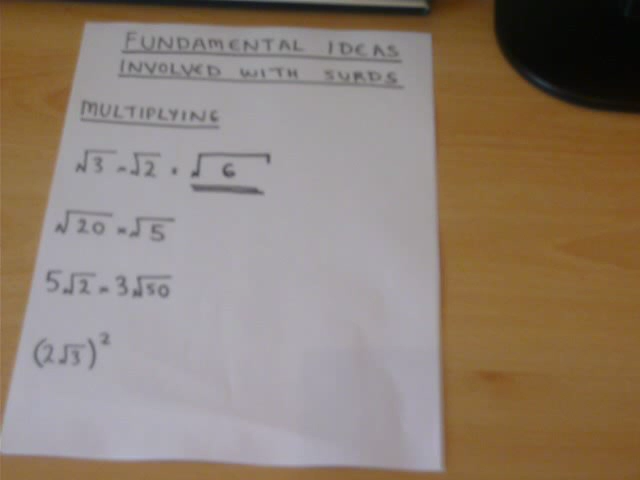 FUNDAMENTAL IDEAS
INVOLVED WITH SURDS
MULTIPLYING
√3 × √2 = √6
√20 × √5
5√2 × 3√50
(2√3)²